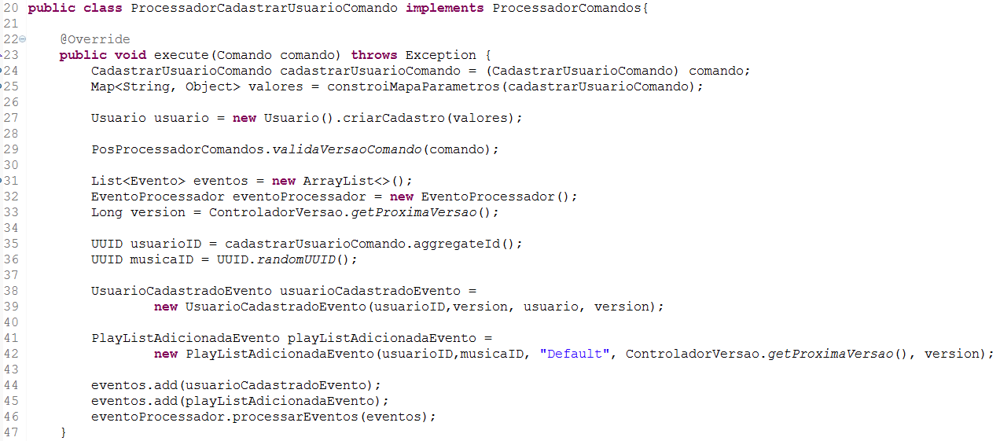 20 public class ProcessadorCadastrarUsuarioComando implements ProcessadorComandos{
21
22 @Override
23 public void execute(Comando comando) throws Exception {
24 CadastrarUsuarioComando cadastrarUsuarioComando = (CadastrarUsuarioComando) comando;
25 Map<String, Object> valores = constroiMapaParametros(cadastrarUsuarioComando);
26
27 Usuario usuario = new Usuario().criarCadastro(valores);
28
29 PosProcessadorComandos.validaVersaoComando(comando);
30
31 List<Evento> eventos = new ArrayList<>();
32 EventoProcessador eventoProcessador = new EventoProcessador();
33 Long version = ControladorVersao.getProximaVersao();
34
35 UUID usuarioID = cadastrarUsuarioComando.aggregateId();
36 UUID musicaID = UUID.randomUUID();
37
38 UsuarioCadastradoEvento usuarioCadastradoEvento =
39 new UsuarioCadastradoEvento(usuarioID,version, usuario, version);
40
41 PlayListAdicionadaEvento playListAdicionadaEvento =
42 new PlayListAdicionadaEvento(usuarioID,musicaID, "Default", ControladorVersao.getProximaVersao(), version);
43
44 eventos.add(usuarioCadastradoEvento);
45 eventos.add(playListAdicionadaEvento);
46 eventoProcessador.processarEventos(eventos);
47 }